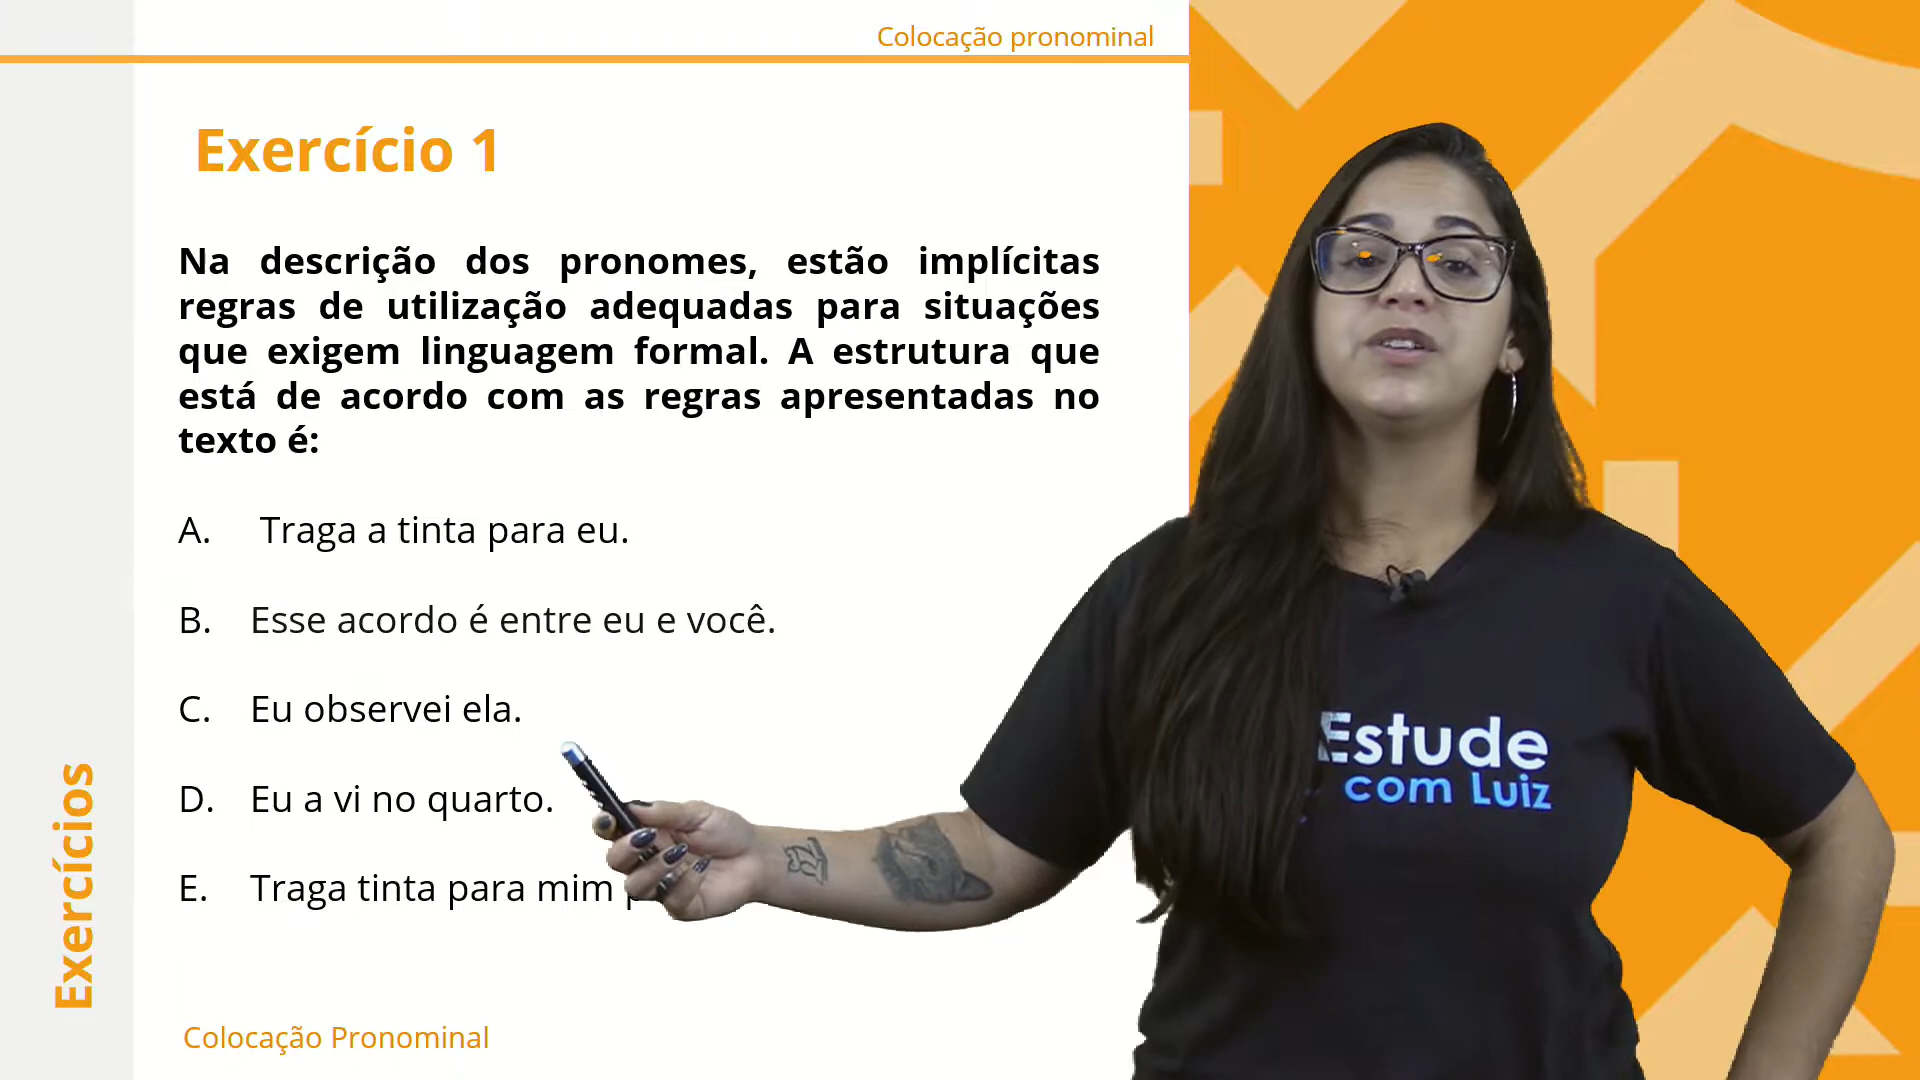 Colocação pronominal
Exercício 1
Na descrição dos pronomes, estão implícitas
regras de utilização adequadas para situações
que exigem linguagem formal. A estrutura que
está de acordo com as regras apresentadas no
texto é:
A. Traga a tinta para eu.
B. Esse acordo é entre eu e você.
C. Eu observei ela.
D. Eu a vi no quarto.
E. Traga tinta para mim
Exercícios
Colocação Pronominal
Estude
com Luiz